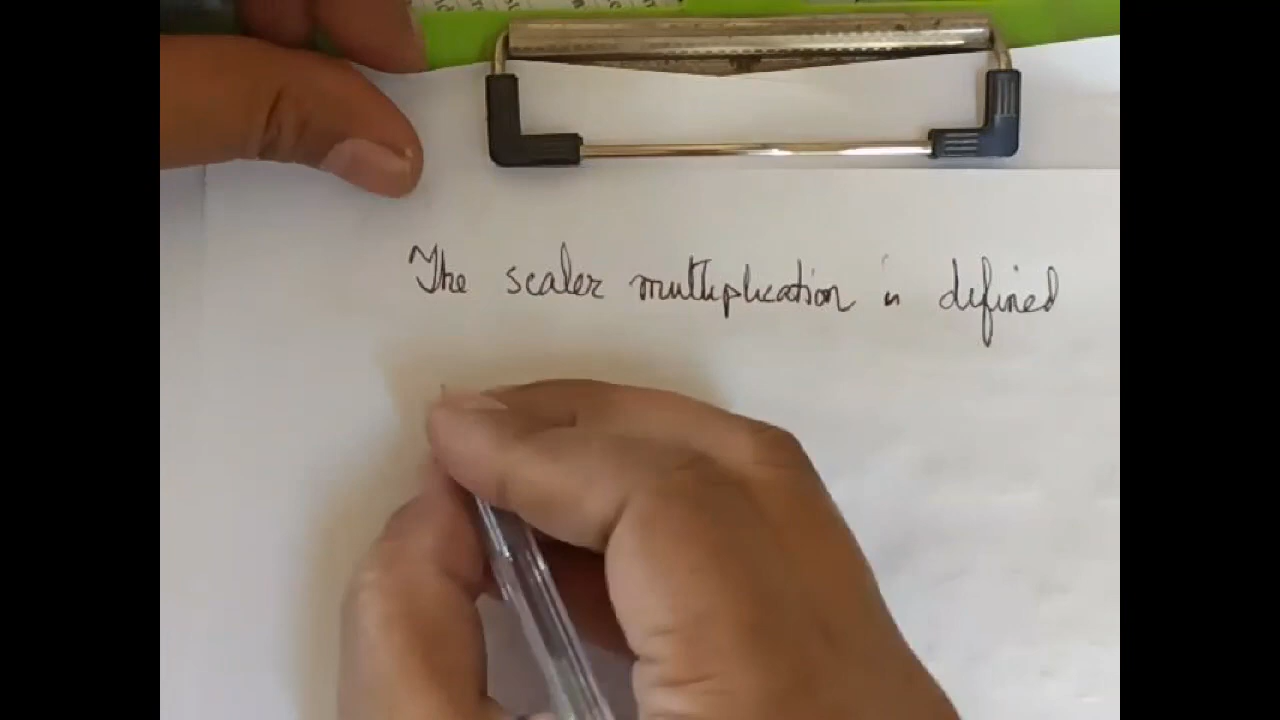 The scaler multiplication is defined